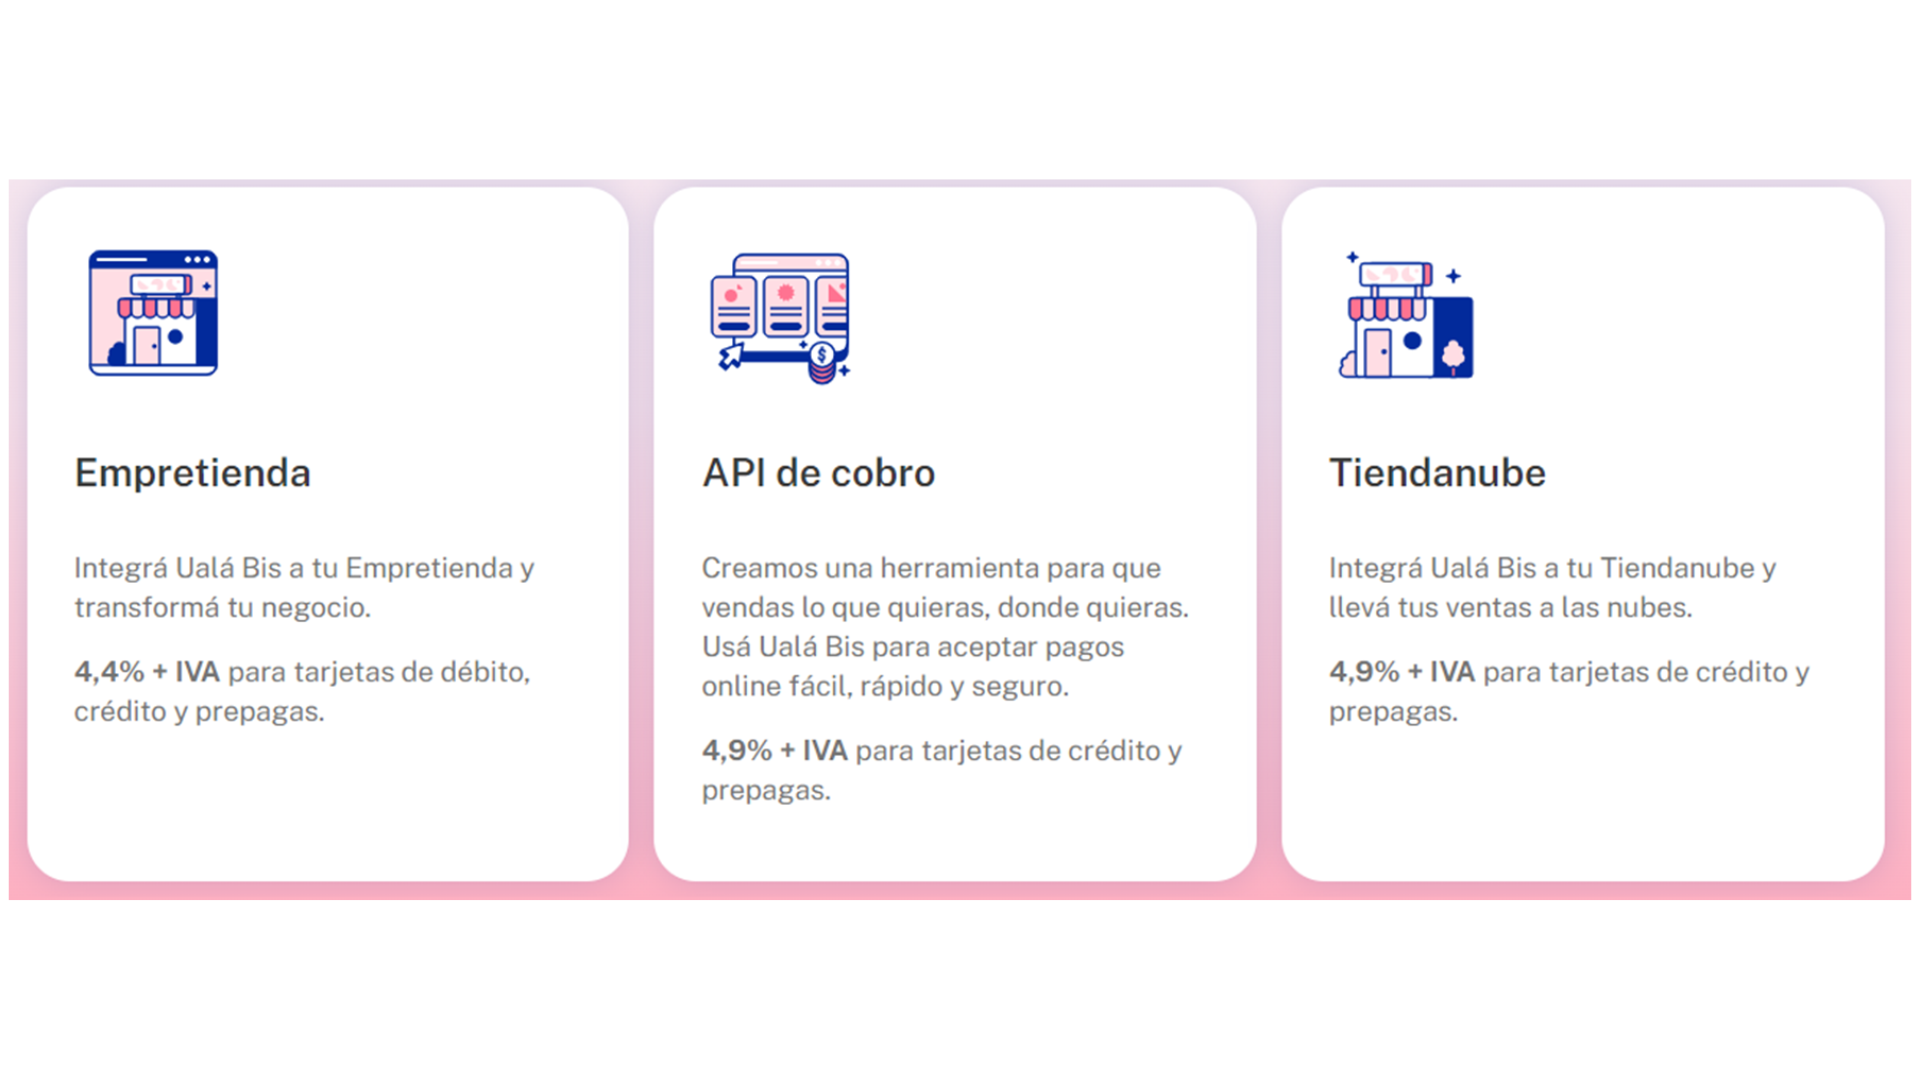 Empretienda
Integrá Ualá Bis a tu Empretienda y
transformá tu negocio.
4,4% + IVA para tarjetas de débito,
crédito y prepagas.
API de cobro
Creamos una herramienta para que
vendas lo que quieras, donde quieras.
Usá Ualá Bis para aceptar pagos
online fácil, rápido y seguro.
4,9% + IVA para tarjetas de crédito y
prepagas.
Tiendanube
Integrá Ualá Bis a tu Tiendanube y
llevá tus ventas a las nubes.
4,9% + IVA para tarjetas de crédito y
prepagas.